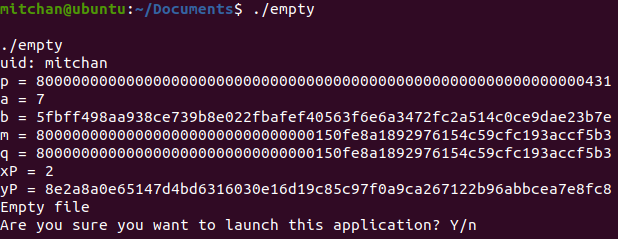 mitchan@ubuntu:~/Documents$ ./empty
./empty
uid: mitchan
p = 8000000000000000000000000000000000000000000000000000000000000431
a = 7
b = 5fbff498aa938ce739b8e022fbafef40563f6e6a3472fc2a514c0ce9dae23b7e
m = 8000000000000000000000000000000150fe8a1892976154c59cfc193accf5b3
q = 8000000000000000000000000000000150fe8a1892976154c59cfc193accf5b3
xP = 2
yP = 8e2a8a0e65147d4bd6316030e16d19c85c97f0a9ca267122b96abbcea7e8fc8
Empty file
Are you sure you want to launch this application? Y/n